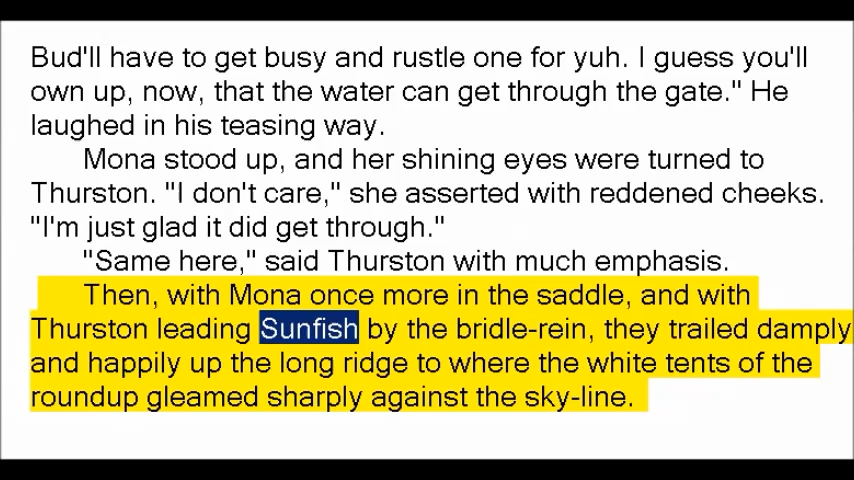 Bud'll have to get busy and rustle one for yuh. I guess you'll
own up, now, that the water can get through the gate." He
laughed in his teasing way.
Mona stood up, and her shining eyes were turned to
Thurston. "I don't care," she asserted with reddened cheeks.
"I'm just glad it did get through."
"Same here," said Thurston with much emphasis.
Then, with Mona once more in the saddle, and with
Thurston leading Sunfish by the bridle-rein, they trailed damply
and happily up the long ridge to where the white tents of the
roundup gleamed sharply against the sky-line.